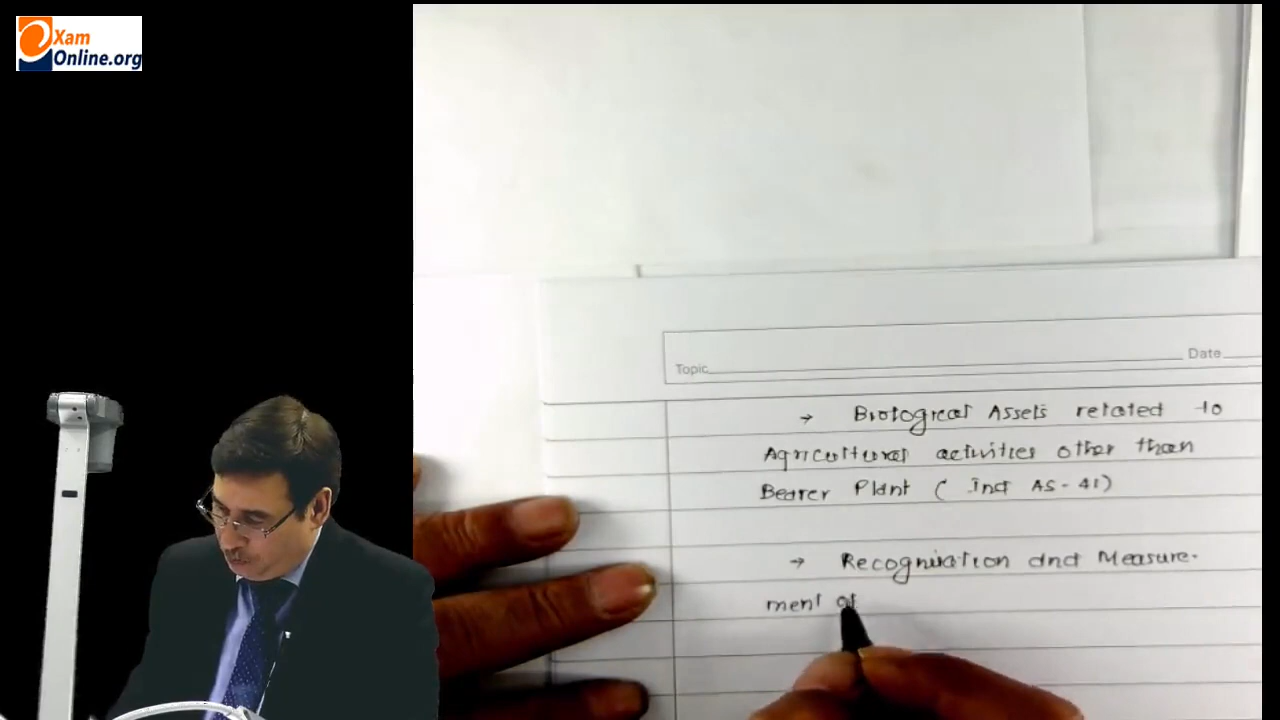 Xam
Online.org
Topic
Date
→ Biological Assets related to
Agricultural activities other than
Bearer Plant ( ind AS-41)
→ Recognisation and Measure-
ment of